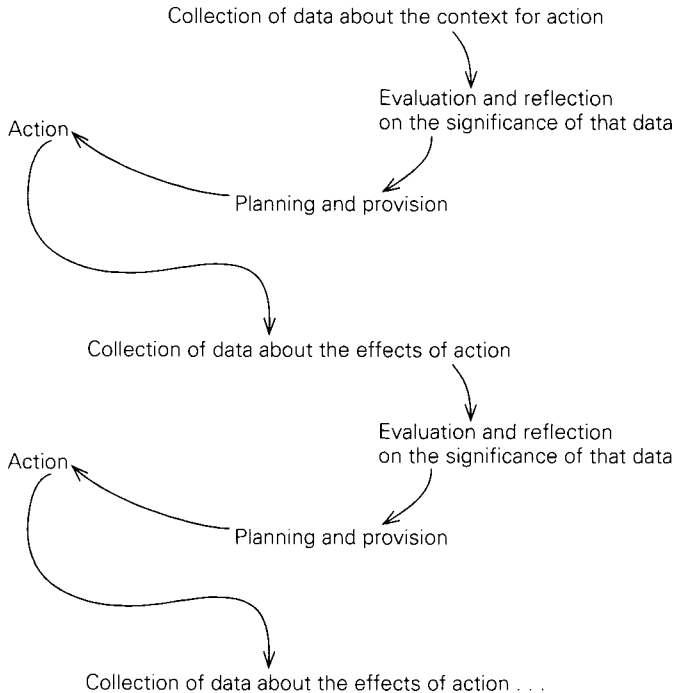 Collection of data about the context for action
Evaluation and reflection
on the significance of that data
Action
Planning and provision
Collection of data about the effects of action
Evaluation and reflection
on the significance of that data
Action
Planning and provision
Collection of data about the effects of action . . .